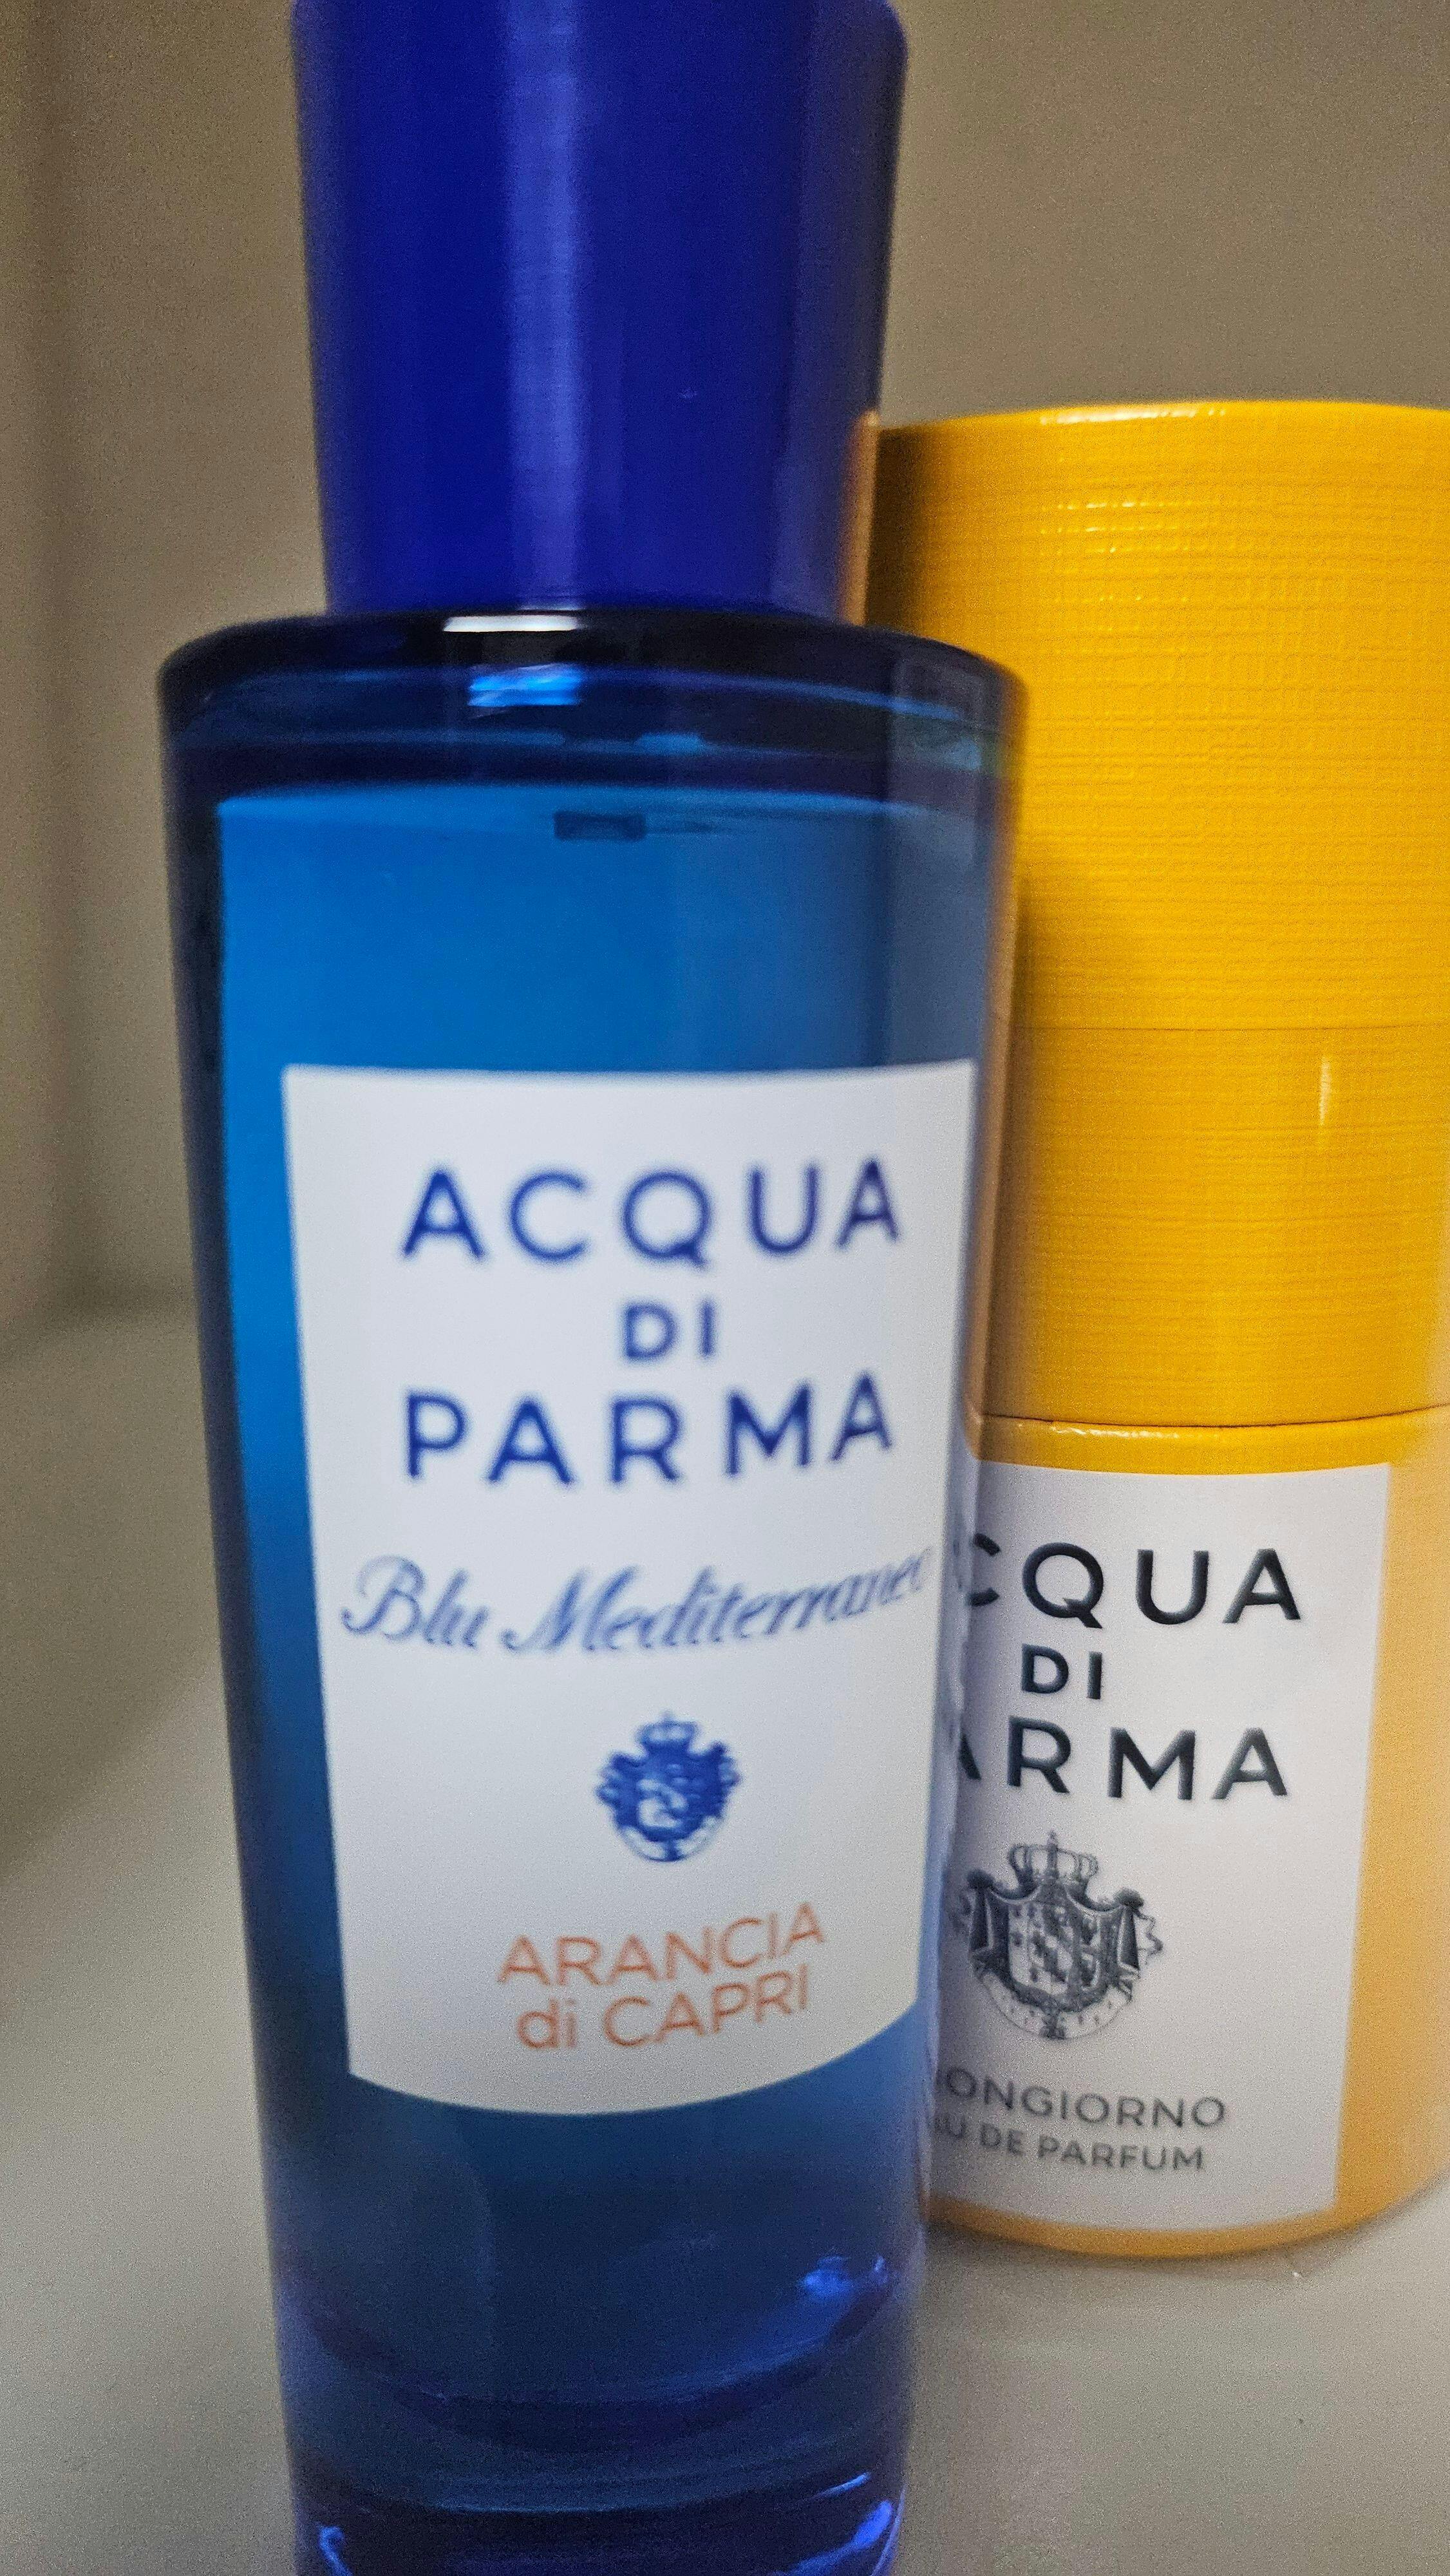 ACQUA
DI
PARMA
Blu Mediterraneo
ARANCIA
di CAPRI
CQUA
DI
ARMA
ONGIORNO
AU DE PARFUM